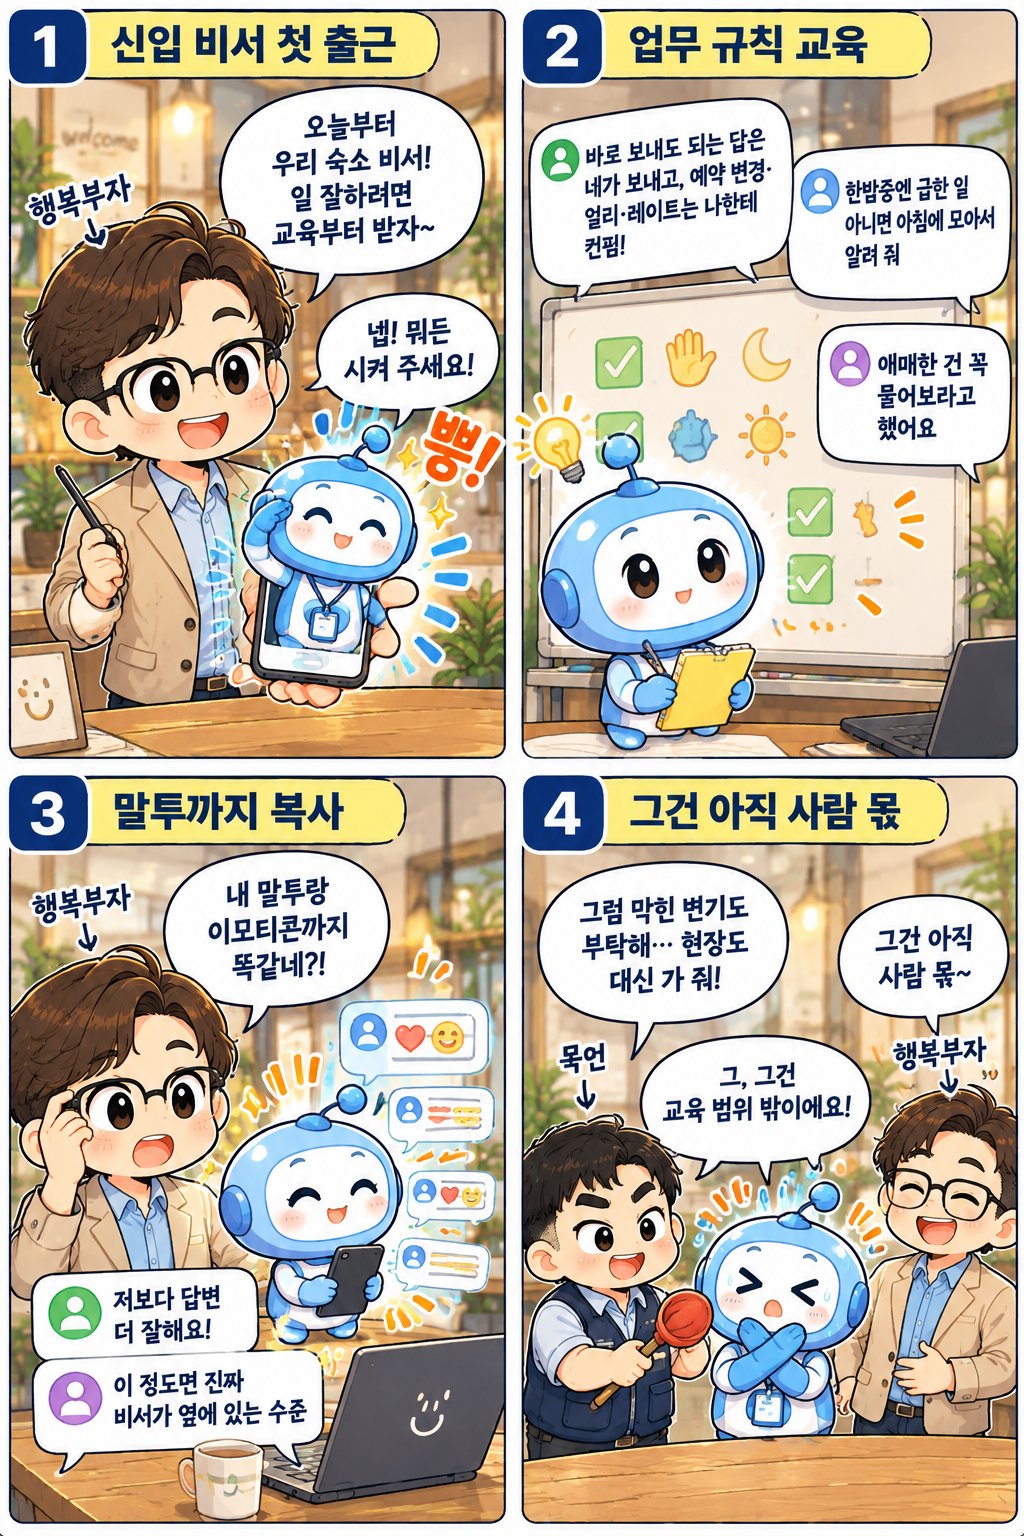 1 신입 비서 첫 출근
welcome
오늘부터
우리 숙소 비서!
일 잘하려면
교육부터 받자~
행복부자
넵! 뭐든
시켜 주세요!
뿅!
2 업무 규칙 교육
바로 보내도 되는 답은
네가 보내고, 예약 변경·
얼리·레이트는 나한테
컨펌!
한밤중엔 급한 일
아니면 아침에 모아서
알려 줘
애매한 건 꼭
물어보라고
했어요
3 말투까지 복사
행복부자
내 말투랑
이모티콘까지
똑같네?!
저보다 답변
더 잘해요!
이 정도면 진짜
비서가 옆에 있는 수준
4 그건 아직 사람 몫
그럼 막힌 변기도
부탁해… 현장도
대신 가 줘!
그건 아직
사람 몫~
목언
행복부자
그, 그건
교육 범위 밖이에요!